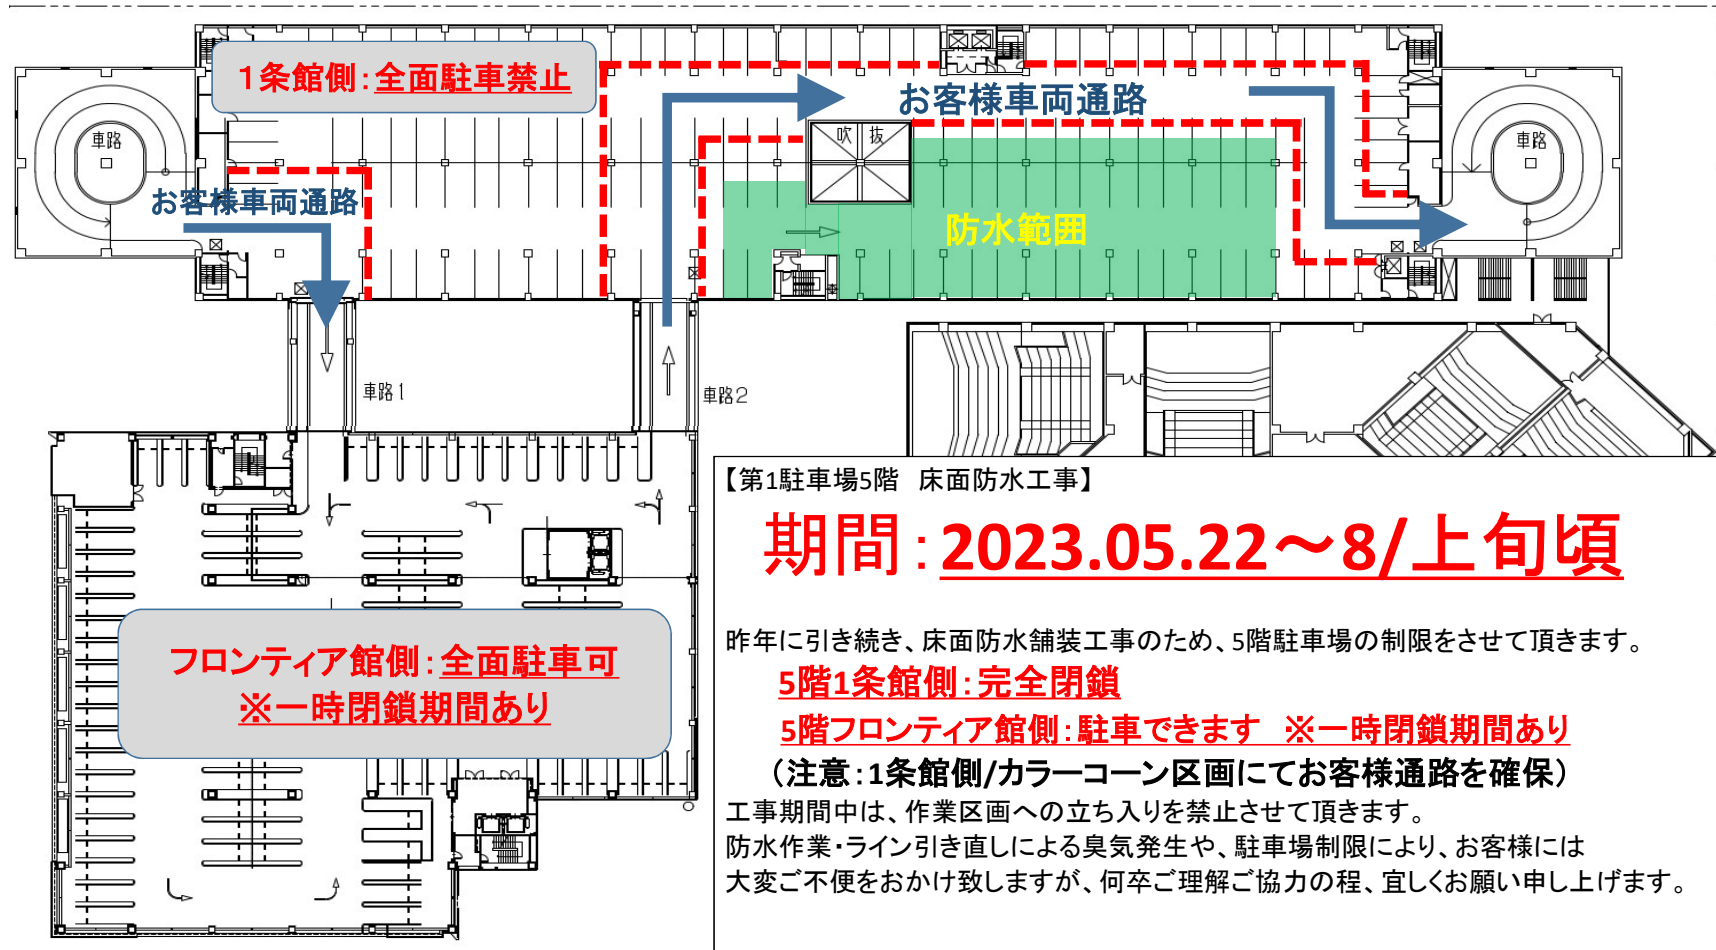 1条館側：全面駐車禁止
お客様車両通路
吹 抜
車路
車路
お客様車両通路
防水範囲
車路1
車路2
【第1駐車場5階 床面防水工事】
期間：2023.05.22～8/上旬頃
フロンティア館側：全面駐車可
※一時閉鎖期間あり
昨年に引き続き、床面防水舗装工事のため、5階駐車場の制限をさせて頂きます。
5階1条館側：完全閉鎖
5階フロンティア館側：駐車できます ※一時閉鎖期間あり
（注意：1条館側/カラーコーン区画にてお客様通路を確保）
工事期間中は、作業区画への立ち入りを禁止させて頂きます。
防水作業・ライン引き直しによる臭気発生や、駐車場制限により、お客様には
大変ご不便をおかけ致しますが、何卒ご理解ご協力の程、宜しくお願い申し上げます。